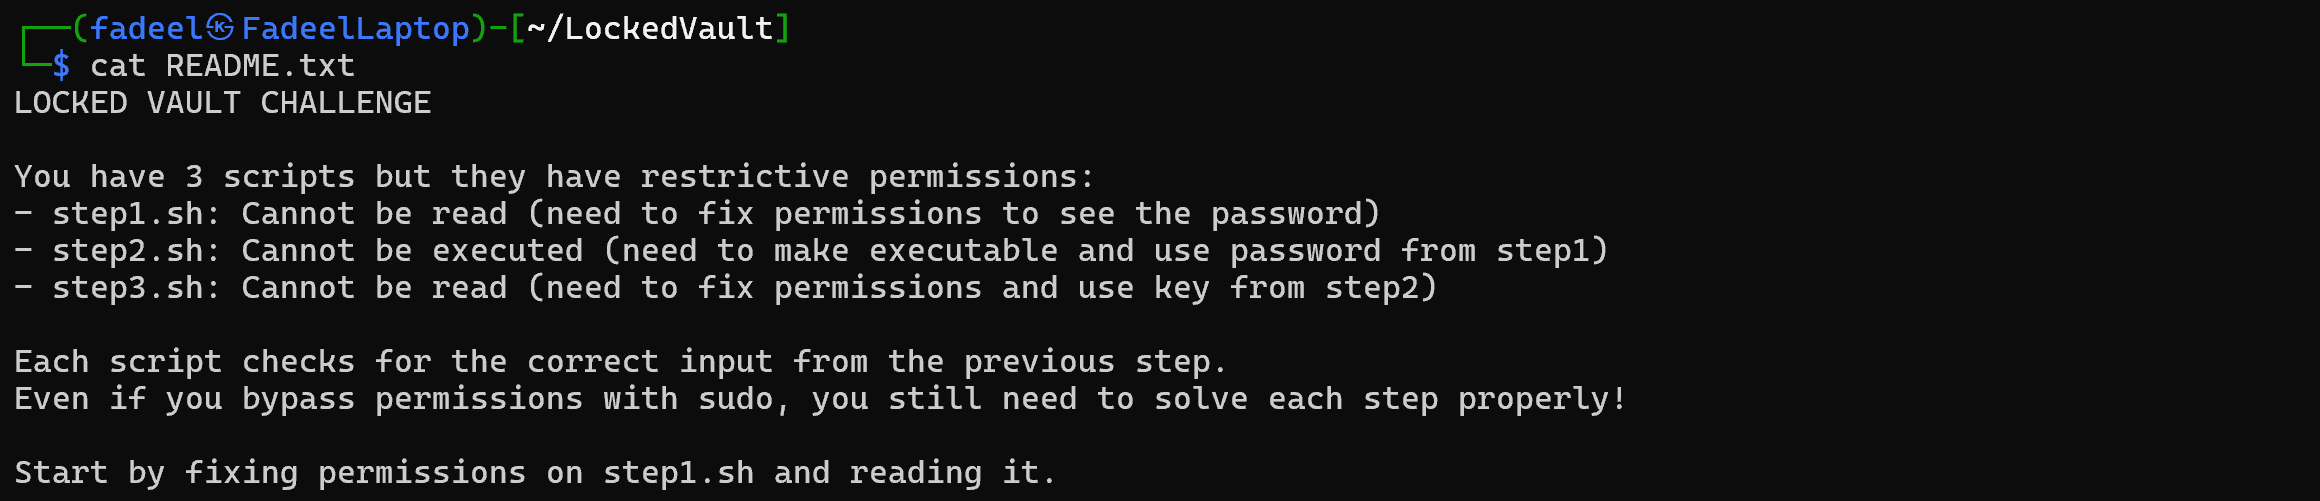 ┌──(fadeel㉿FadeelLaptop)-[~/LockedVault]
└─$ cat README.txt
LOCKED VAULT CHALLENGE
You have 3 scripts but they have restrictive permissions:
- step1.sh: Cannot be read (need to fix permissions to see the password)
- step2.sh: Cannot be executed (need to make executable and use password from step1)
- step3.sh: Cannot be read (need to fix permissions and use key from step2)
Each script checks for the correct input from the previous step.
Even if you bypass permissions with sudo, you still need to solve each step properly!
Start by fixing permissions on step1.sh and reading it.